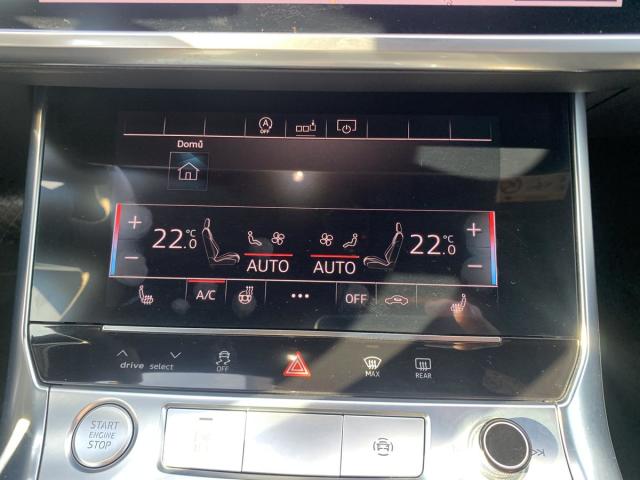 A
OFF
Domů
+ 22.0 °C 22.0 °C +
− AUTO AUTO −
A/C ••• OFF
drive select OFF MAX REAR
START
ENGINE
STOP